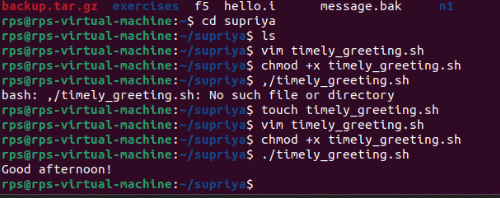 backup.tar.gz exercises f5 hello.i message.bak n1
rps@rps-virtual-machine:~$ cd supriya
rps@rps-virtual-machine:~/supriya$ ls
rps@rps-virtual-machine:~/supriya$ vim timely_greeting.sh
rps@rps-virtual-machine:~/supriya$ chmod +x timely_greeting.sh
rps@rps-virtual-machine:~/supriya$ ,/timely_greeting.sh
bash: ,/timely_greeting.sh: No such file or directory
rps@rps-virtual-machine:~/supriya$ touch timely_greeting.sh
rps@rps-virtual-machine:~/supriya$ vim timely_greeting.sh
rps@rps-virtual-machine:~/supriya$ chmod +x timely_greeting.sh
rps@rps-virtual-machine:~/supriya$ ./timely_greeting.sh
Good afternoon!
rps@rps-virtual-machine:~/supriya$